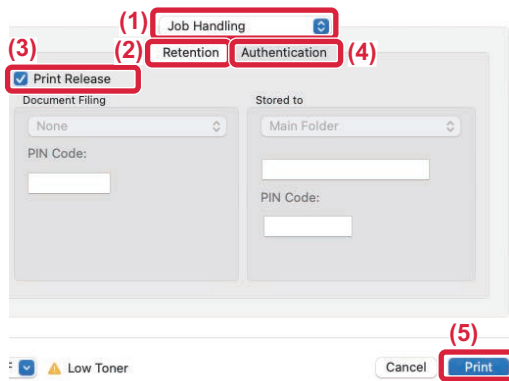 (1)
Job Handling
(3)
(2)
Retention
Authentication
(4)
Print Release
Document Filing
Stored to
None
Main Folder
PIN Code:
PIN Code:
(5)
Low Toner
Cancel
Print